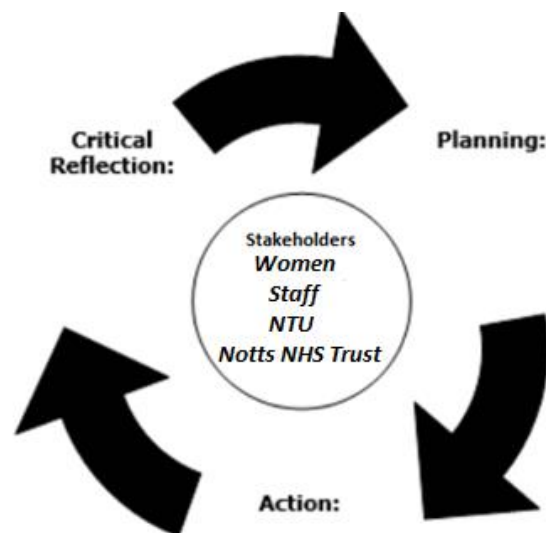 Critical
Reflection:
Planning:
Stakeholders
Women
Staff
NTU
Notts NHS Trust
Action: